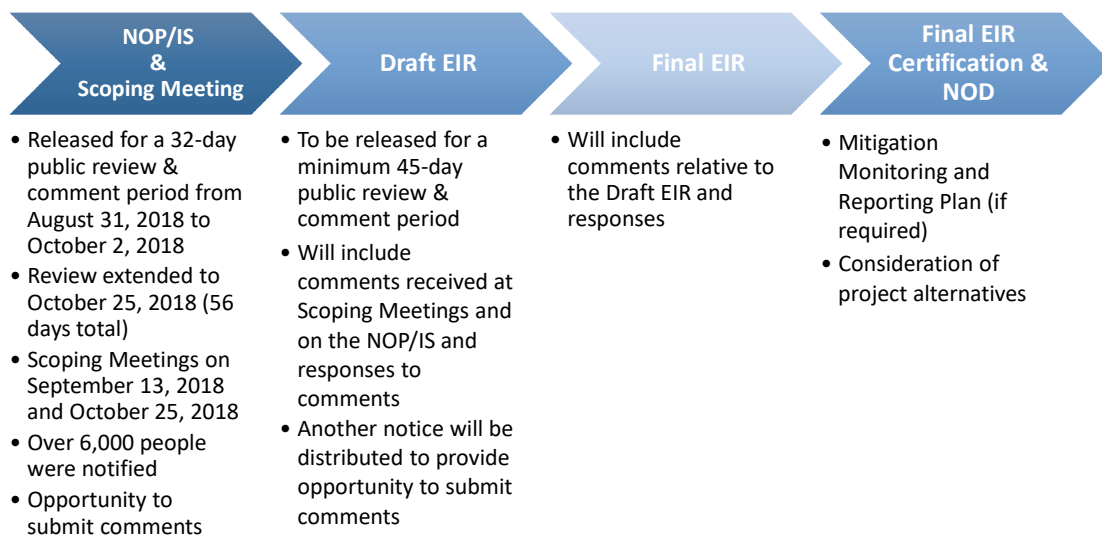 NOP/IS
&
Scoping Meeting
• Released for a 32-day
public review &
comment period from
August 31, 2018 to
October 2, 2018
• Review extended to
October 25, 2018 (56
days total)
• Scoping Meetings on
September 13, 2018
and October 25, 2018
• Over 6,000 people
were notified
• Opportunity to
submit comments
Draft EIR
• To be released for a
minimum 45-day
public review &
comment period
• Will include
comments received at
Scoping Meetings and
on the NOP/IS and
responses to
comments
• Another notice will be
distributed to provide
opportunity to submit
comments
Final EIR
• Will include
comments relative to
the Draft EIR and
responses
Final EIR
Certification &
NOD
• Mitigation
Monitoring and
Reporting Plan (if
required)
• Consideration of
project alternatives